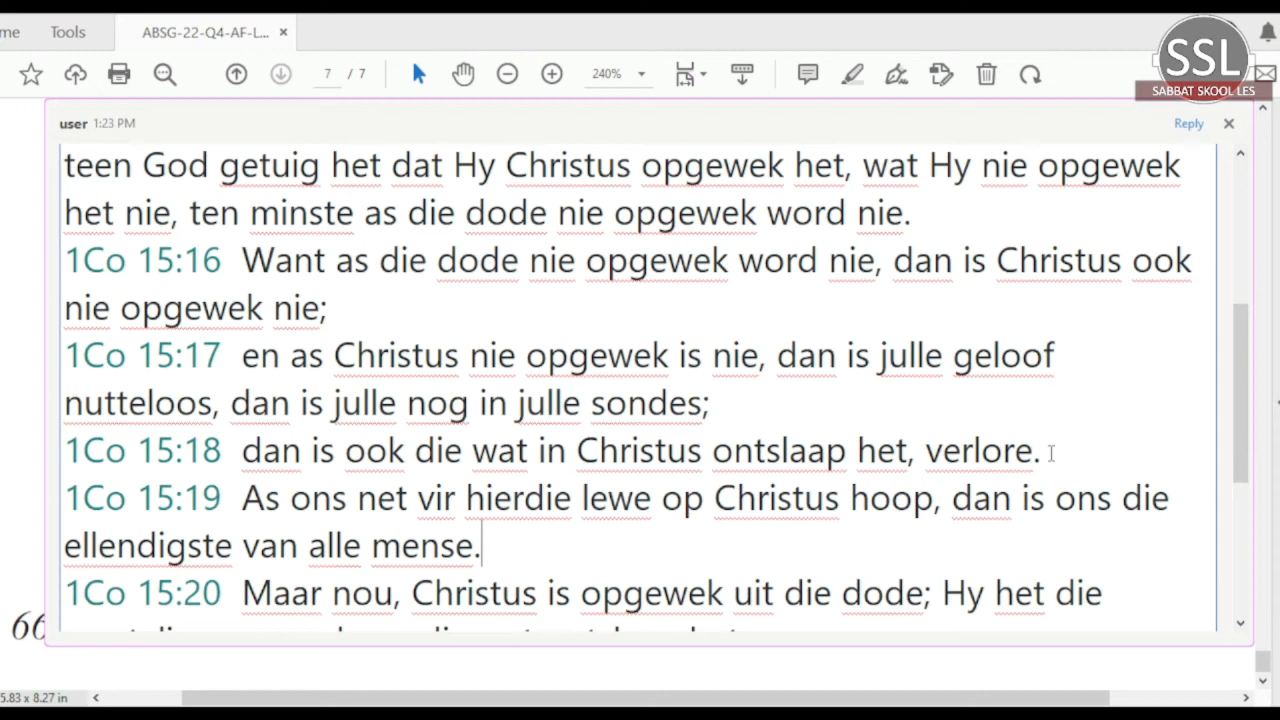 me Tools ABSG-22-Q4-AF-L... ×
SSL
SABBAT SKOOL LES
7 / 7 240%
user 1:23 PM Reply
teen God getuig het dat Hy Christus opgewek het, wat Hy nie opgewek
het nie, ten minste as die dode nie opgewek word nie.
1Co 15:16 Want as die dode nie opgewek word nie, dan is Christus ook
nie opgewek nie;
1Co 15:17 en as Christus nie opgewek is nie, dan is julle geloof
nutteloos, dan is julle nog in julle sondes;
1Co 15:18 dan is ook die wat in Christus ontslaap het, verlore.
1Co 15:19 As ons net vir hierdie lewe op Christus hoop, dan is ons die
ellendigste van alle mense.
1Co 15:20 Maar nou, Christus is opgewek uit die dode; Hy het die
66
5.83 x 8.27 in